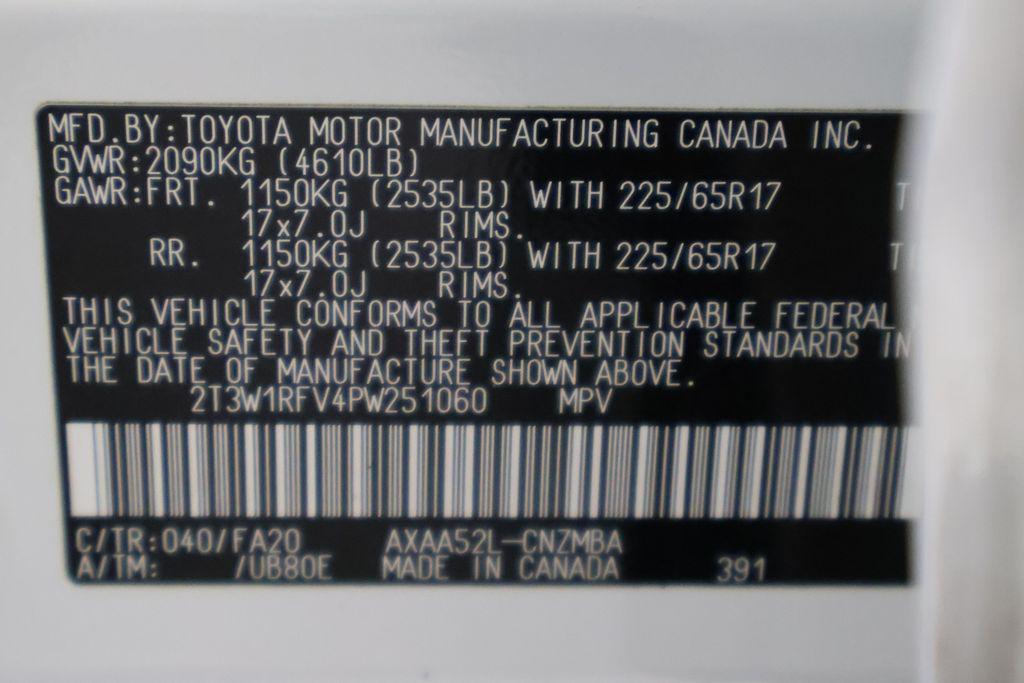 MFD.BY:TOYOTA MOTOR MANUFACTURING CANADA INC.
GVWR:2090KG (4610LB)
GAWR:FRT. 1150KG (2535LB) WITH 225/65R17
17x7.0J RIMS.
RR. 1150KG (2535LB) WITH 225/65R17
17x7.0J RIMS.
THIS VEHICLE CONFORMS TO ALL APPLICABLE FEDERAL
VEHICLE SAFETY AND THEFT PREVENTION STANDARDS IN
THE DATE OF MANUFACTURE SHOWN ABOVE.
2T3W1RFV4PW251060 MPV
C/TR:040/FA20 AXAA52L-CNZMBA
A/TM: /UB80E MADE IN CANADA 391